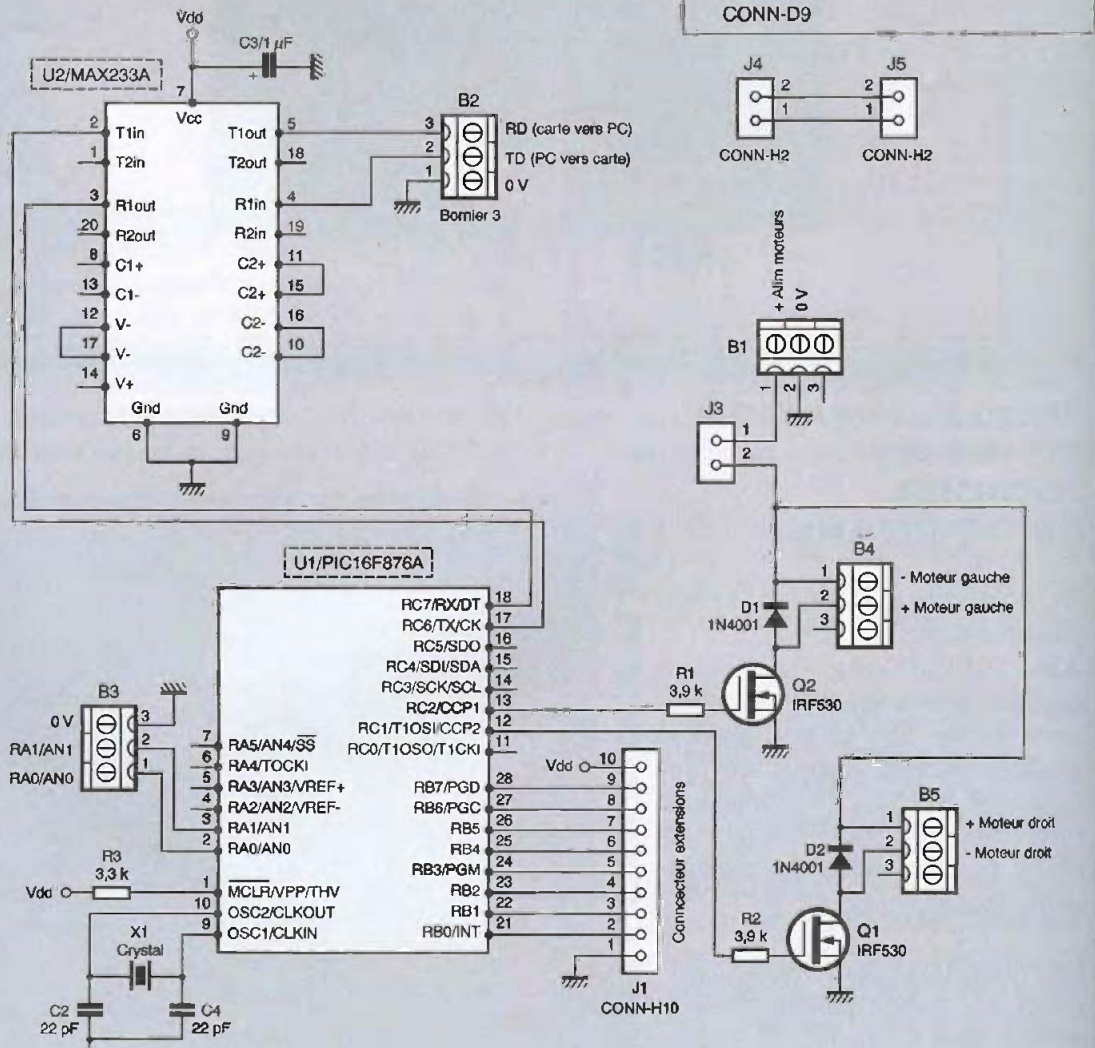 CONN-D9
Vdd
C3/1 µF
+
U2/MAX233A
7
Vcc
2 T1in
1 T2in
3 R1out
20 R2out
8 C1+
13 C1-
12 V-
17 V-
14 V+
T1out 5
T2out 18
R1in 4
R2in 19
C2+ 11
C2+ 15
C2- 16
C2- 10
Gnd Gnd
6 9
B2
3 RD (carte vers PC)
2 TD (PC vers carte)
1 0 V
Bornier 3
J4 J5
2 2
1 1
CONN-H2 CONN-H2
+ Alim moteurs
0 V
B1
1 2 3
J3
1
2
B4
1 - Moteur gauche
2 + Moteur gauche
3
D1
1N4001
R1
3,9 k
Q2
IRF530
B5
1 + Moteur droit
2 - Moteur droit
3
D2
1N4001
R2
3,9 k
Q1
IRF530
U1/PIC16F876A
RC7/RX/DT 18
RC6/TX/CK 17
RC5/SDO 16
RC4/SDI/SDA 15
RC3/SCK/SCL 14
RC2/CCP1 13
RC1/T1OSI/CCP2 12
RC0/T1OSO/T1CKI 11
RB7/PGD 28
RB6/PGC 27
RB5 26
RB4 25
RB3/PGM 24
RB2 23
RB1 22
RB0/INT 21
7 RA5/AN4/SS
6 RA4/TOCKI
5 RA3/AN3/VREF+
4 RA2/AN2/VREF-
3 RA1/AN1
2 RA0/AN0
1 MCLR/VPP/THV
10 OSC2/CLKOUT
9 OSC1/CLKIN
B3
0 V 3
RA1/AN1 2
RA0/AN0 1
R3
3,3 k
Vdd
X1
Crystal
C2
22 pF
C4
22 pF
Vdd 10
9
8
7
6
5
4
3
2
1
Conncecteur extensions
J1
CONN-H10